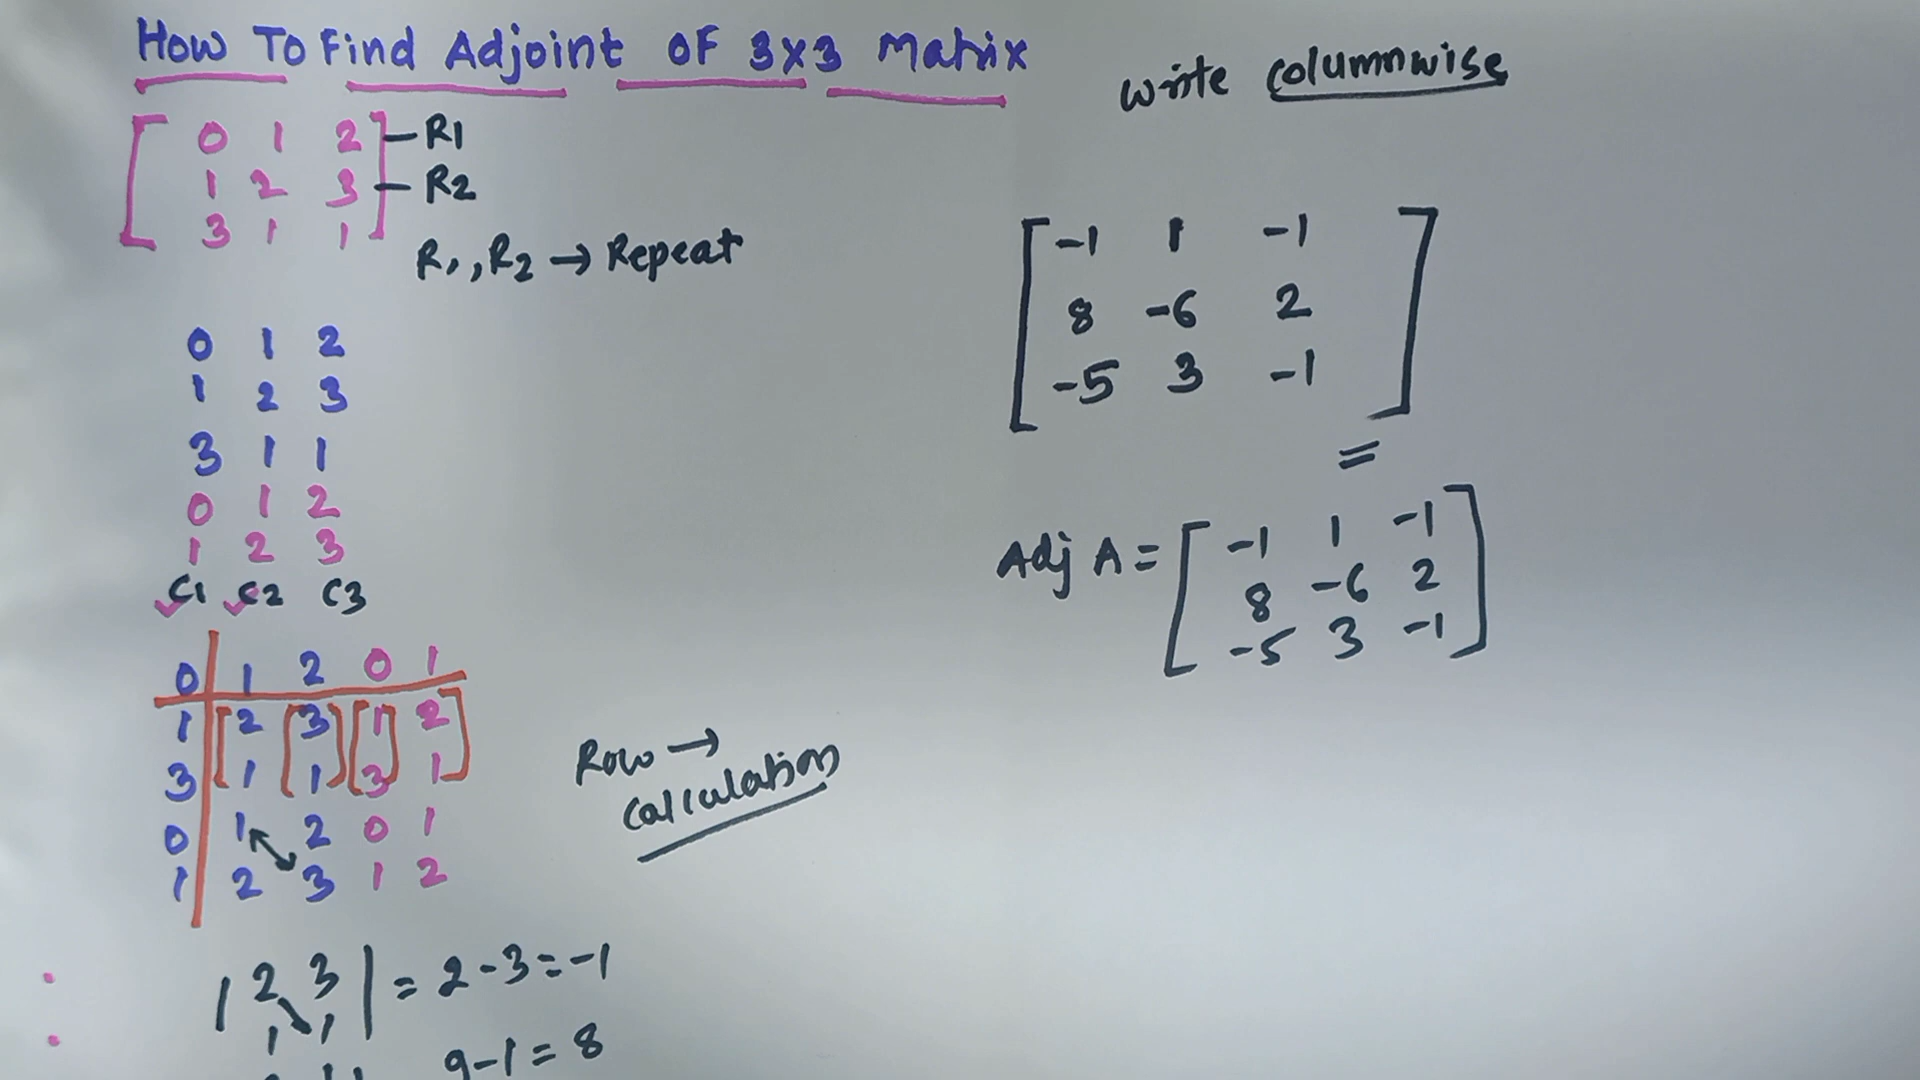 How To Find Adjoint OF 3x3 Matrix
0 1 2 - R1
1 2 3 - R2
3 1 1
R1, R2 → Repeat
0 1 2
1 2 3
3 1 1
0 1 2
1 2 3
C1 C2 C3
0 1 2 0 1
1 2 3 1 2
3 1 1 3 1
0 1 2 0 1
1 2 3 1 2
Row →
Calculation
| 2 3 | = 2-3=-1
1 1
9-1=8
write columnwise
-1 1 -1
8 -6 2
-5 3 -1
=
Adj A = -1 1 -1
8 -6 2
-5 3 -1